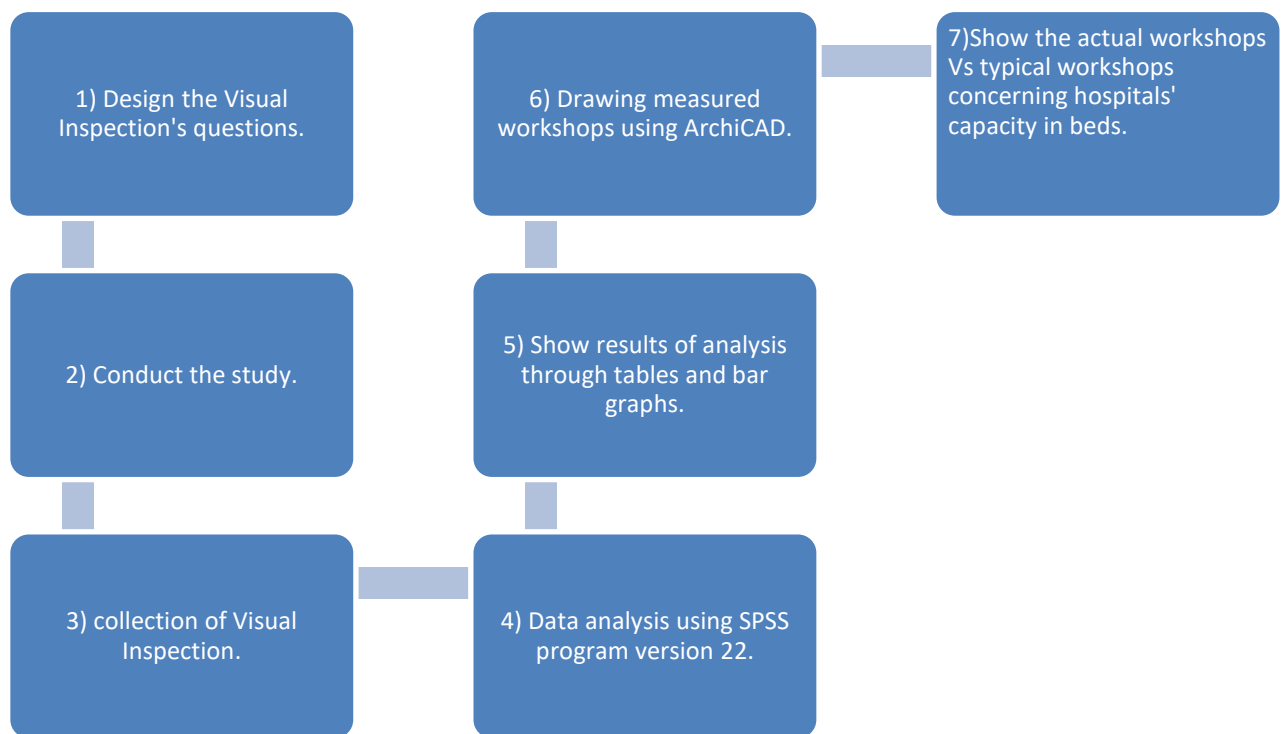 1) Design the Visual
Inspection's questions.
2) Conduct the study.
3) collection of Visual
Inspection.
4) Data analysis using SPSS
program version 22.
5) Show results of analysis
through tables and bar
graphs.
6) Drawing measured
workshops using ArchiCAD.
7)Show the actual workshops
Vs typical workshops
concerning hospitals'
capacity in beds.